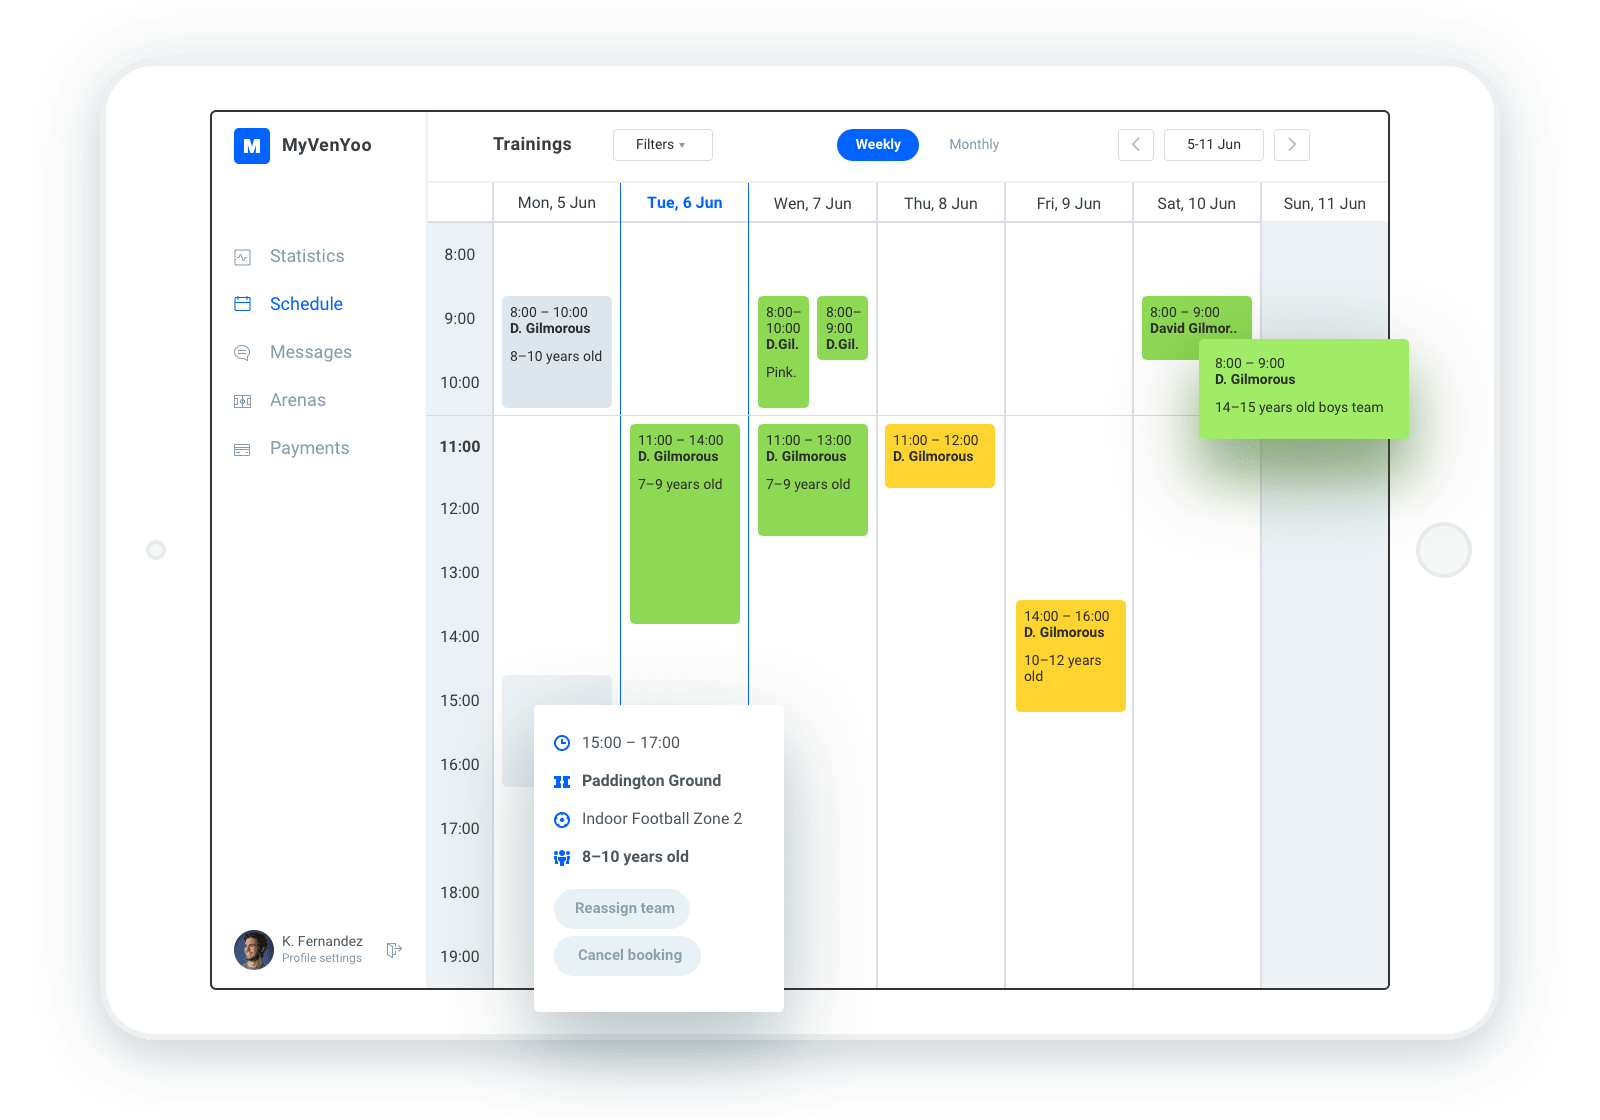 M MyVenYoo
Trainings
Filters
Weekly
Monthly
5-11 Jun
Statistics
Schedule
Messages
Arenas
Payments
K. Fernandez
Profile settings
Mon, 5 Jun
Tue, 6 Jun
Wen, 7 Jun
Thu, 8 Jun
Fri, 9 Jun
Sat, 10 Jun
Sun, 11 Jun
8:00
9:00
10:00
11:00
12:00
13:00
14:00
15:00
16:00
17:00
18:00
19:00
8:00 – 10:00
D. Gilmorous
8–10 years old
8:00–
10:00
D.Gil.
Pink.
8:00–
9:00
D.Gil.
8:00 – 9:00
David Gilmor..
8:00 – 9:00
D. Gilmorous
14–15 years old boys team
11:00 – 14:00
D. Gilmorous
7–9 years old
11:00 – 13:00
D. Gilmorous
7–9 years old
11:00 – 12:00
D. Gilmorous
14:00 – 16:00
D. Gilmorous
10–12 years
old
15:00 – 17:00
Paddington Ground
Indoor Football Zone 2
8–10 years old
Reassign team
Cancel booking